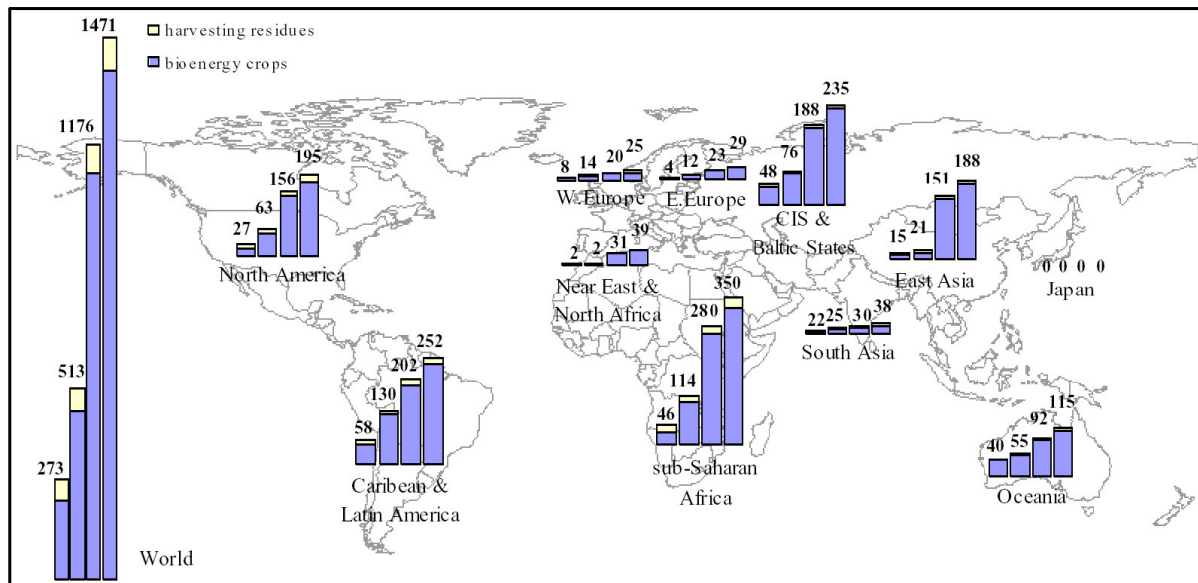 1471
harvesting residues
bioenergy crops
1176
513
273
World
27 63 156 195
North America
58 130 202 252
Caribean &
Latin America
8 14 20 25
W.Europe
4 12 23 29
E.Europe
48 76 188 235
CIS &
Baltic States
2 2 31 39
Near East &
North Africa
46 114 280 350
sub-Saharan
Africa
15 21 151 188
East Asia
0 0 0 0
Japan
22 25 30 38
South Asia
40 55 92 115
Oceania